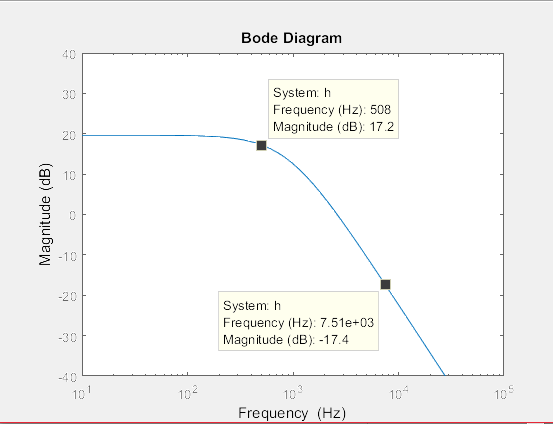 Bode Diagram
System: h
Frequency (Hz): 508
Magnitude (dB): 17.2
System: h
Frequency (Hz): 7.51e+03
Magnitude (dB): -17.4
Magnitude (dB)
40
30
20
10
0
-10
-20
-30
-40
10^1
10^2
10^3
10^4
10^5
Frequency (Hz)